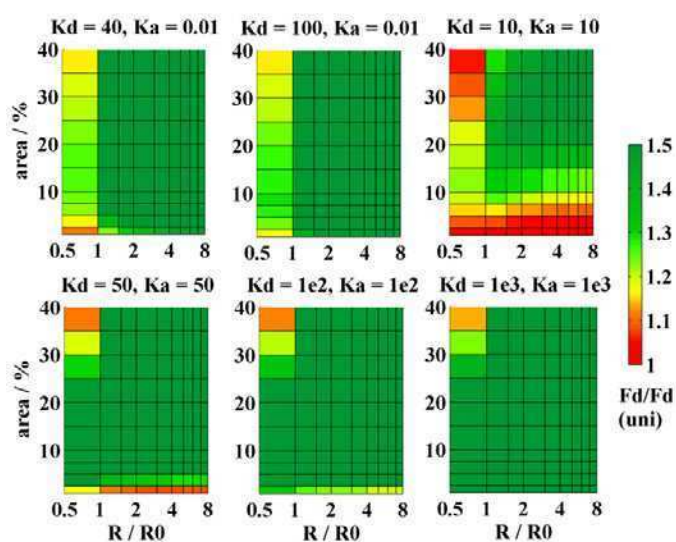 Kd = 40, Ka = 0.01
Kd = 100, Ka = 0.01
Kd = 10, Ka = 10
area / %
40
30
20
10
0.5 1 2 4 8
40
30
20
10
0.5 1 2 4 8
40
30
20
10
0.5 1 2 4 8
Kd = 50, Ka = 50
Kd = 1e2, Ka = 1e2
Kd = 1e3, Ka = 1e3
area / %
40
30
20
10
0.5 1 2 4 8
R / R0
40
30
20
10
0.5 1 2 4 8
R / R0
40
30
20
10
0.5 1 2 4 8
R / R0
1.5
1.4
1.3
1.2
1.1
1
Fd/Fd
(uni)